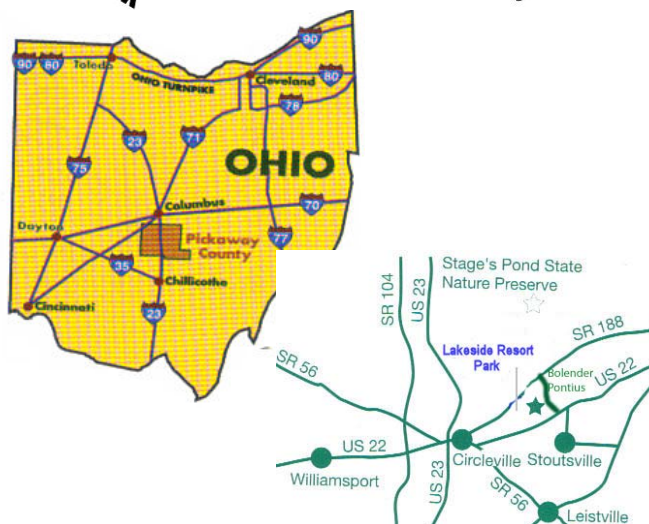 90
80
Toledo
OHIO TURNPIKE
90
Cleveland
80
23
71
78
75
OHIO
Columbus
70
Dayton
Pickaway
County
77
35
Chillicothe
Cincinnati
23
Stage's Pond State
Nature Preserve
SR 104
US 23
SR 188
Lakeside Resort
Park
SR 56
Bolender
Pontius
US 22
US 22
Circleville
Stoutsville
Williamsport
US 23
SR 56
Leistville